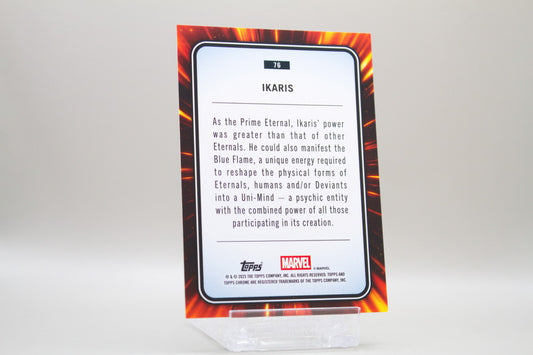 76
IKARIS
As the Prime Eternal, Ikaris' power
was greater than that of other
Eternals. He could also manifest the
Blue Flame, a unique energy required
to reshape the physical forms of
Eternals, humans and/or Deviants
into a Uni-Mind — a psychic entity
with the combined power of all those
participating in its creation.
Topps MARVEL
© MARVEL
® & © 2025 THE TOPPS COMPANY, INC. ALL RIGHTS RESERVED. TOPPS AND
TOPPS CHROME ARE REGISTERED TRADEMARKS OF THE TOPPS COMPANY, INC.